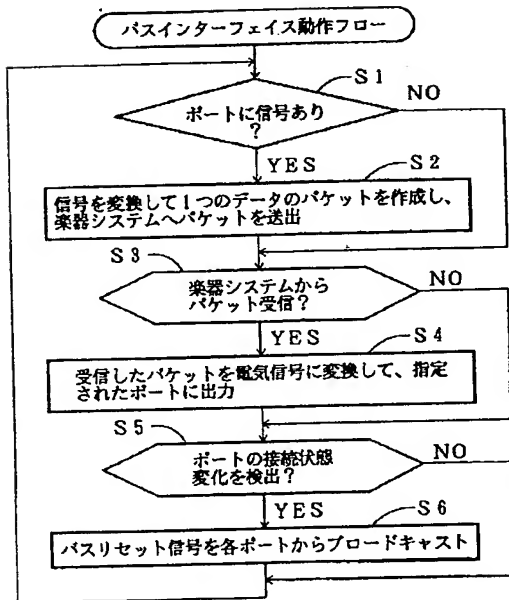 バスインターフェイス動作フロー
S1
ポートに信号あり
?
NO
YES
S2
信号を変換して1つのデータのパケットを作成し、
楽器システムへパケットを送出
S3
楽器システムから
パケット受信?
NO
YES
S4
受信したパケットを電気信号に変換して、指定
されたポートに出力
S5
ポートの接続状態
変化を検出?
NO
YES
S6
バスリセット信号を各ポートからブロードキャスト